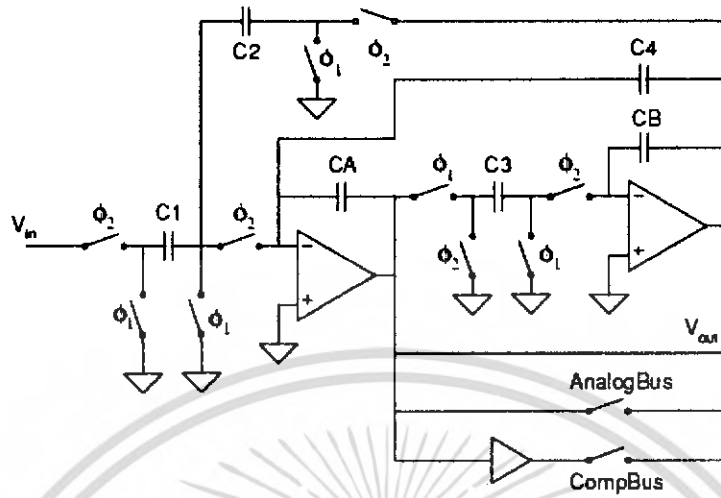 C2
ϕ₁
ϕ₂
C4
CB
CA
ϕ₁
C3
ϕ₂
V_in
ϕ₂
C1
ϕ₂
−
+
−
+
ϕ₁
ϕ₁
ϕ₂
ϕ₁
V_out
AnalogBus
CompBus